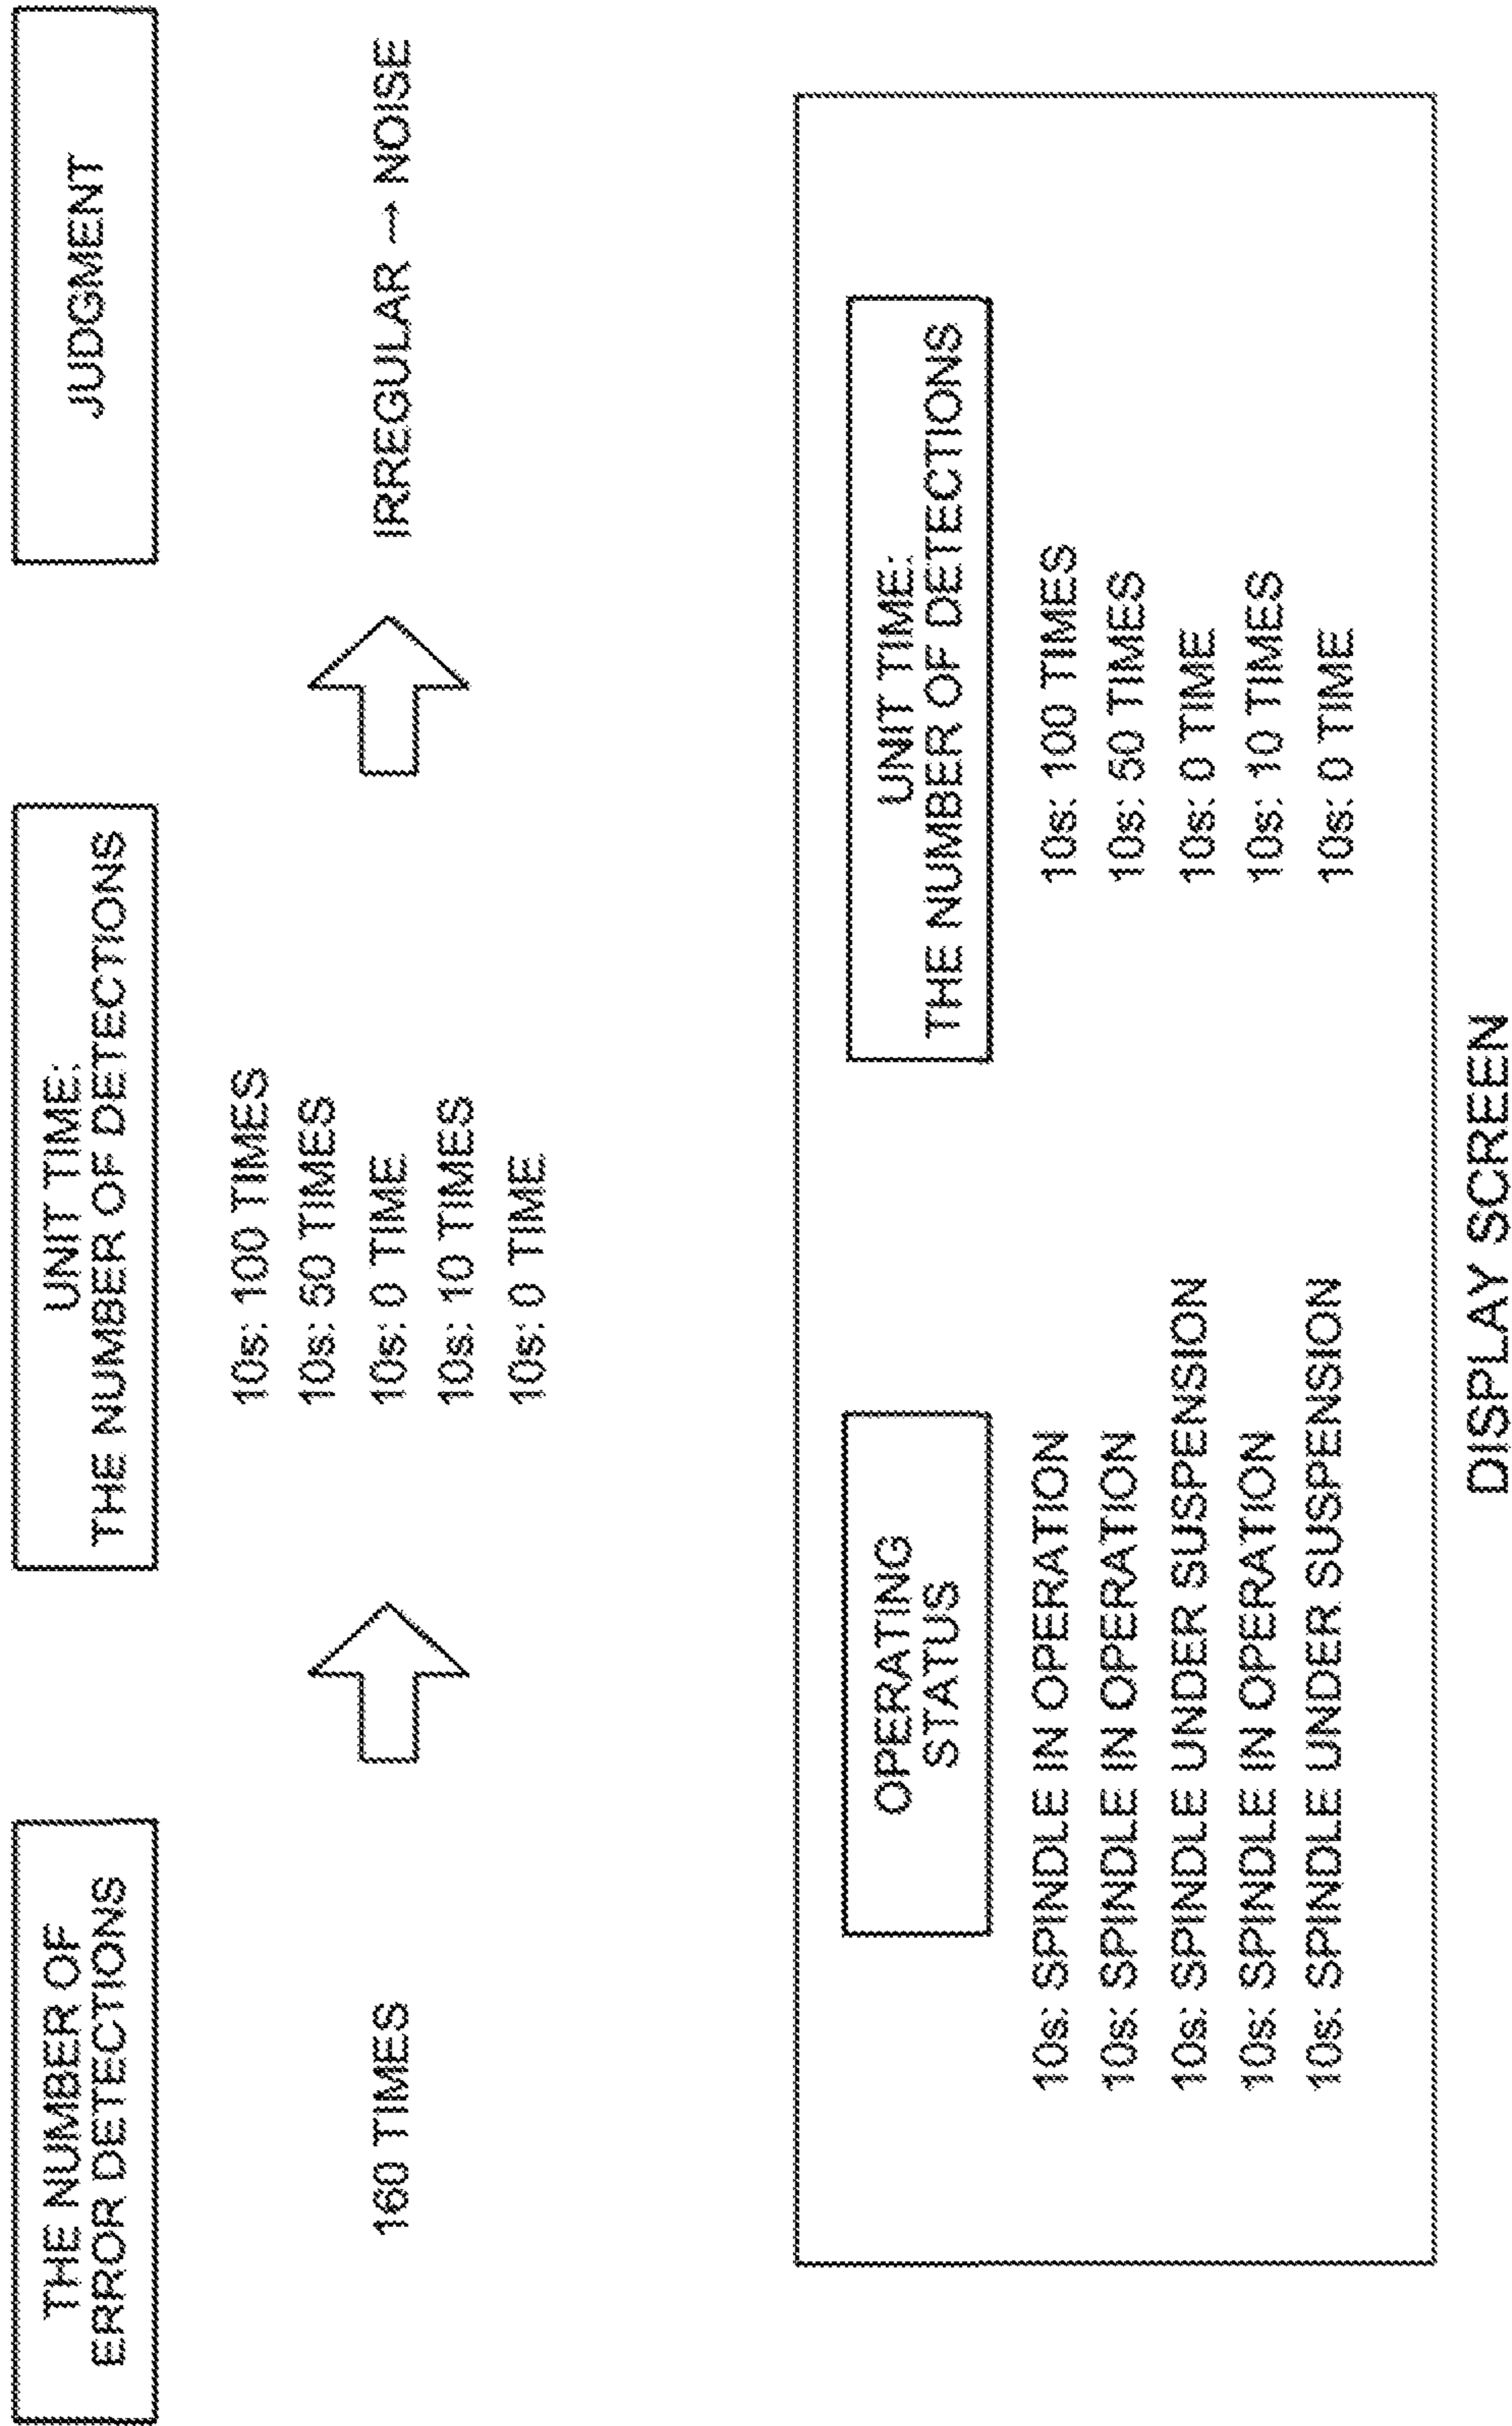 THE NUMBER OF
ERROR DETECTIONS
UNIT TIME:
THE NUMBER OF DETECTIONS
JUDGMENT
160 TIMES
10s: 100 TIMES
10s: 50 TIMES
10s: 0 TIME
10s: 10 TIMES
10s: 0 TIME
IRREGULAR → NOISE
OPERATING
STATUS
10s: SPINDLE IN OPERATION
10s: SPINDLE IN OPERATION
10s: SPINDLE UNDER SUSPENSION
10s: SPINDLE IN OPERATION
10s: SPINDLE UNDER SUSPENSION
UNIT TIME:
THE NUMBER OF DETECTIONS
10s: 100 TIMES
10s: 50 TIMES
10s: 0 TIME
10s: 10 TIMES
10s: 0 TIME
DISPLAY SCREEN